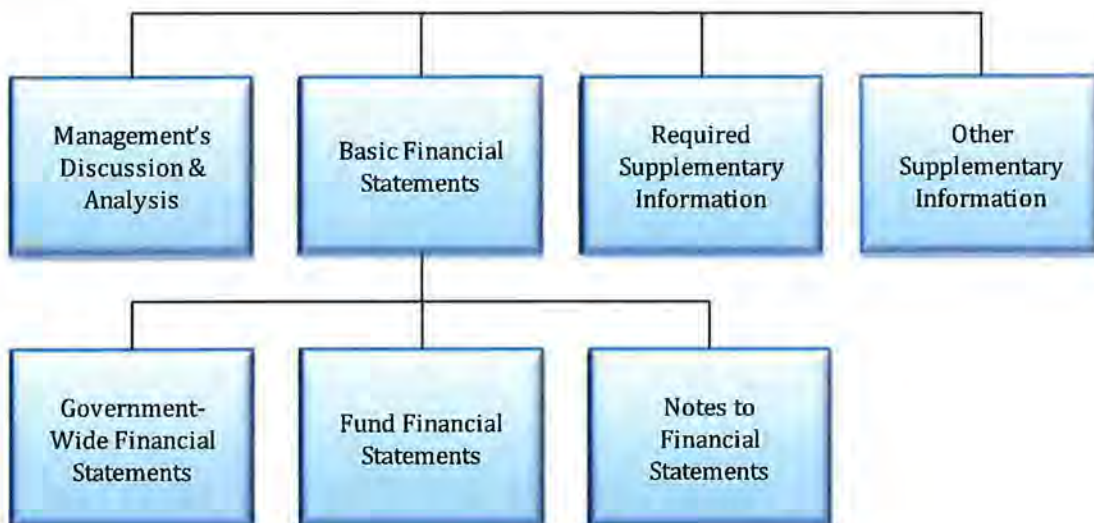 Management's
Discussion &
Analysis
Basic Financial
Statements
Required
Supplementary
Information
Other
Supplementary
Information
Government-
Wide Financial
Statements
Fund Financial
Statements
Notes to
Financial
Statements